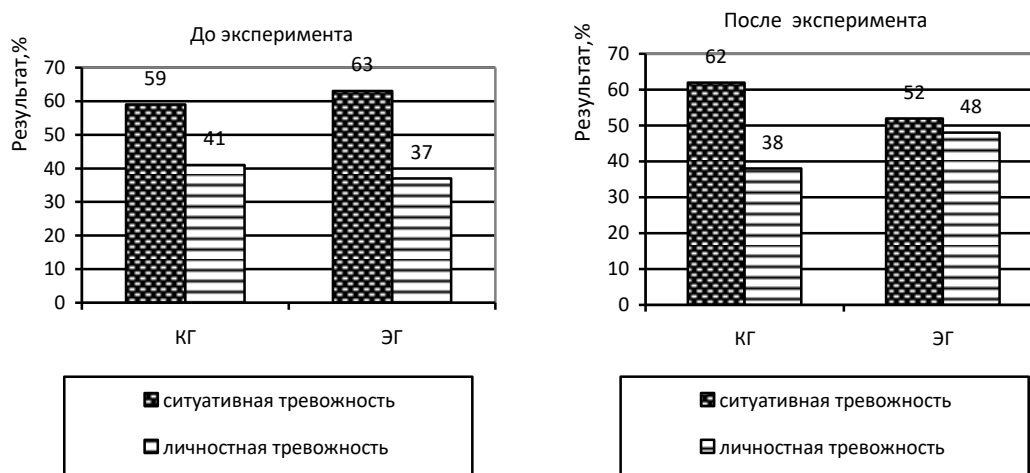 До эксперимента
Результат,%
70
60
50
40
30
20
10
0
59
41
63
37
КГ
ЭГ
ситуативная тревожность
личностная тревожность
После  эксперимента
Результат,%
70
60
50
40
30
20
10
0
62
38
52
48
КГ
ЭГ
ситуативная тревожность
личностная тревожность